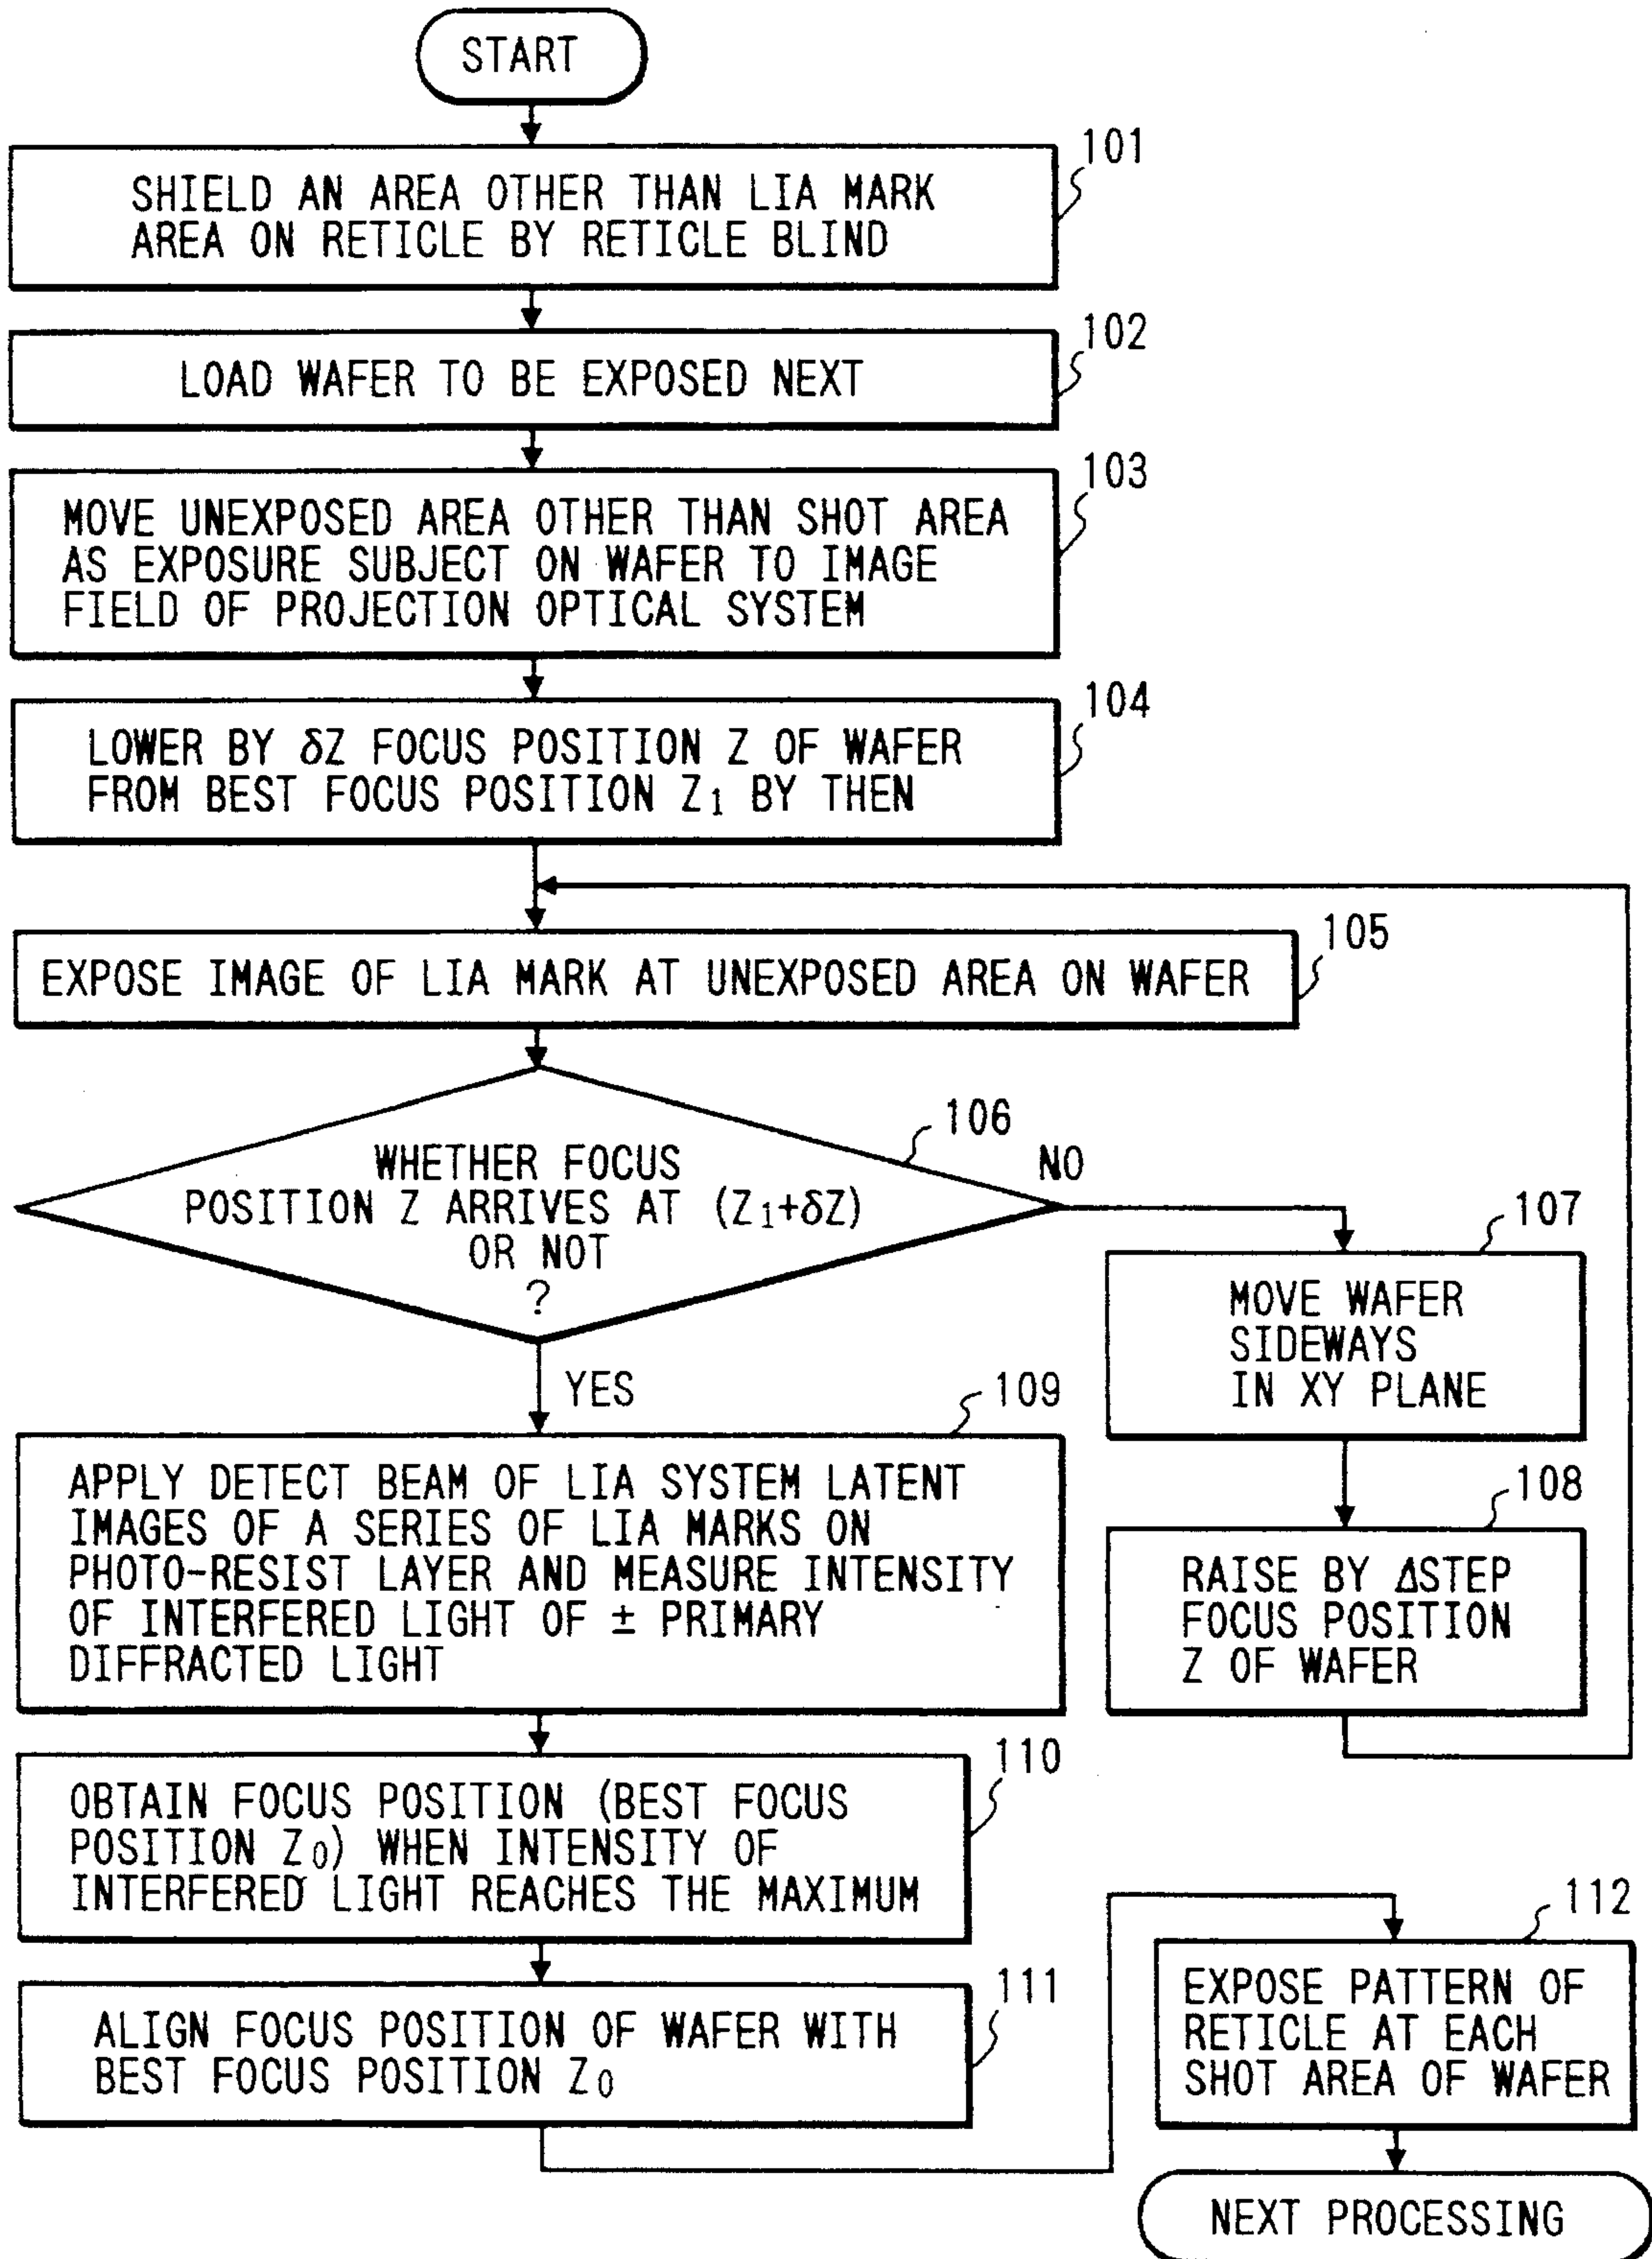 START
101
SHIELD AN AREA OTHER THAN LIA MARK
AREA ON RETICLE BY RETICLE BLIND
102
LOAD WAFER TO BE EXPOSED NEXT
103
MOVE UNEXPOSED AREA OTHER THAN SHOT AREA
AS EXPOSURE SUBJECT ON WAFER TO IMAGE
FIELD OF PROJECTION OPTICAL SYSTEM
104
LOWER BY δZ FOCUS POSITION Z OF WAFER
FROM BEST FOCUS POSITION Z₁ BY THEN
105
EXPOSE IMAGE OF LIA MARK AT UNEXPOSED AREA ON WAFER
106
WHETHER FOCUS
POSITION Z ARRIVES AT (Z₁+δZ)
OR NOT
?
NO
YES
107
MOVE WAFER
SIDEWAYS
IN XY PLANE
108
RAISE BY ΔSTEP
FOCUS POSITION
Z OF WAFER
109
APPLY DETECT BEAM OF LIA SYSTEM LATENT
IMAGES OF A SERIES OF LIA MARKS ON
PHOTO-RESIST LAYER AND MEASURE INTENSITY
OF INTERFERED LIGHT OF ± PRIMARY
DIFFRACTED LIGHT
110
OBTAIN FOCUS POSITION (BEST FOCUS
POSITION Z₀) WHEN INTENSITY OF
INTERFERED LIGHT REACHES THE MAXIMUM
111
ALIGN FOCUS POSITION OF WAFER WITH
BEST FOCUS POSITION Z₀
112
EXPOSE PATTERN OF
RETICLE AT EACH
SHOT AREA OF WAFER
NEXT PROCESSING